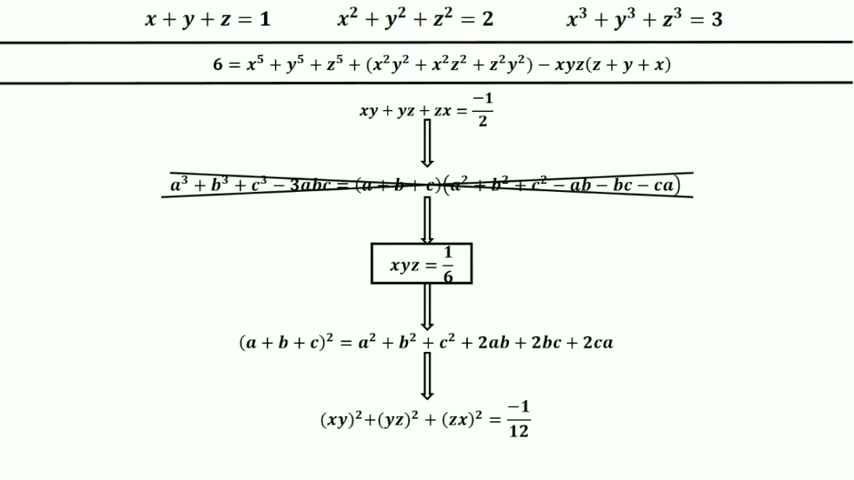 x + y + z = 1 x² + y² + z² = 2 x³ + y³ + z³ = 3
6 = x⁵ + y⁵ + z⁵ + (x²y² + x²z² + z²y²) − xyz(z + y + x)
xy + yz + zx = −1/2
a³ + b³ + c³ − 3abc = (a + b + c)(a² + b² + c² − ab − bc − ca)
xyz = 1/6
(a + b + c)² = a² + b² + c² + 2ab + 2bc + 2ca
(xy)²+(yz)² + (zx)² = −1/12